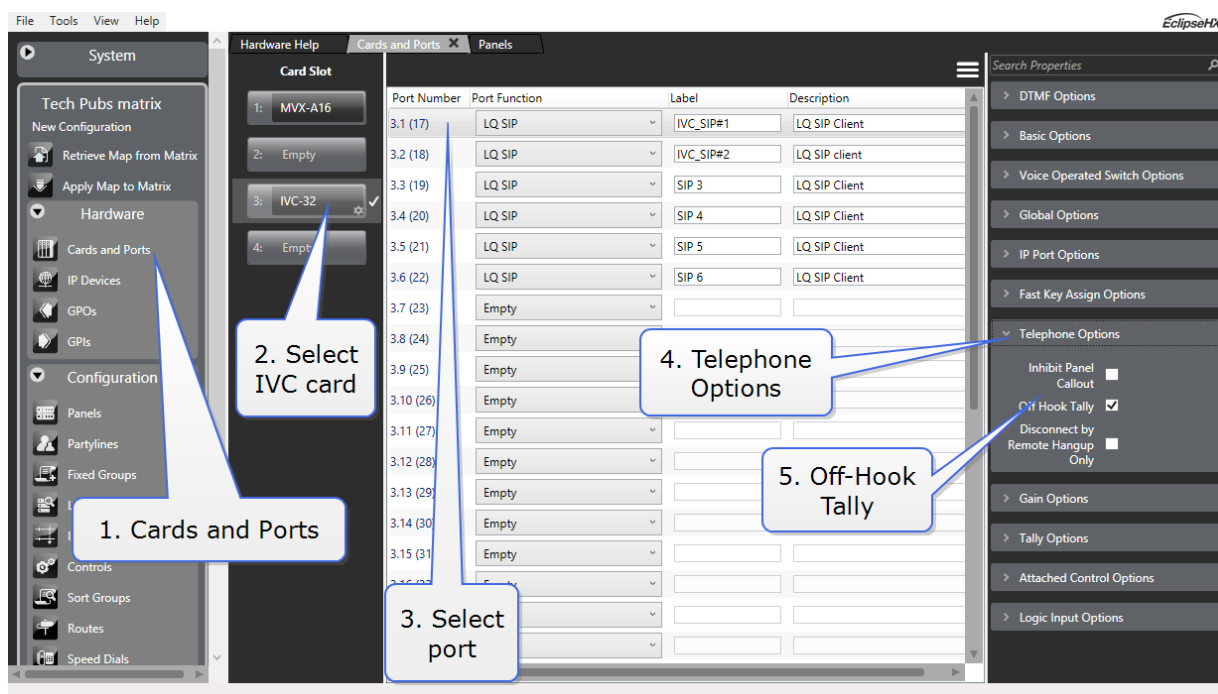 File Tools View Help
EclipseHX
System
Tech Pubs matrix
New Configuration
Retrieve Map from Matrix
Apply Map to Matrix
Hardware
Cards and Ports
IP Devices
GPOs
GPIs
Configuration
Panels
Partylines
Fixed Groups
Controls
Sort Groups
Routes
Speed Dials
Hardware Help Cards and Ports Panels
Card Slot
1: MVX-A16
2: Empty
3: IVC-32
4: Empty
Port Number Port Function Label Description
3.1 (17) LQ SIP IVC_SIP#1 LQ SIP Client
3.2 (18) LQ SIP IVC_SIP#2 LQ SIP client
3.3 (19) LQ SIP SIP 3 LQ SIP Client
3.4 (20) LQ SIP SIP 4 LQ SIP Client
3.5 (21) LQ SIP SIP 5 LQ SIP Client
3.6 (22) LQ SIP SIP 6 LQ SIP Client
3.7 (23) Empty
3.8 (24) Empty
3.9 (25) Empty
3.10 (26) Empty
3.11 (27) Empty
3.12 (28) Empty
3.13 (29) Empty
3.14 (30) Empty
3.15 (31 Empty
Search Properties
DTMF Options
Basic Options
Voice Operated Switch Options
Global Options
IP Port Options
Fast Key Assign Options
Telephone Options
Inhibit Panel
Callout
Off Hook Tally
Disconnect by
Remote Hangup
Only
Gain Options
Tally Options
Attached Control Options
Logic Input Options
1. Cards and Ports
2. Select
IVC card
3. Select
port
4. Telephone
Options
5. Off-Hook
Tally